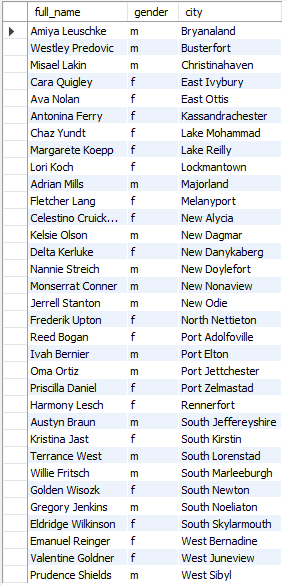 full_name gender city
Amiya Leuschke m Bryanaland
Westley Predovic m Busterfort
Misael Lakin m Christinahaven
Cara Quigley f East Ivybury
Ava Nolan f East Ottis
Antonina Ferry f Kassandrachester
Chaz Yundt f Lake Mohammad
Margarete Koepp f Lake Reilly
Lori Koch f Lockmantown
Adrian Mills m Majorland
Fletcher Lang f Melanyport
Celestino Cruick... f New Alycia
Kelsie Olson m New Dagmar
Delta Kerluke f New Danykaberg
Nannie Streich m New Doylefort
Monserrat Conner m New Nonaview
Jerrell Stanton m New Odie
Frederik Upton f North Nettieton
Reed Bogan f Port Adolfoville
Ivah Bernier m Port Elton
Oma Ortiz m Port Jettchester
Priscilla Daniel f Port Zelmastad
Harmony Lesch f Rennerfort
Austyn Braun m South Jeffereyshire
Kristina Jast f South Kirstin
Terrance West m South Lorenstad
Willie Fritsch m South Marleeburgh
Golden Wisozk f South Newton
Gregory Jenkins m South Noeliaton
Eldridge Wilkinson f South Skylarmouth
Emanuel Reinger f West Bernadine
Valentine Goldner f West Juneview
Prudence Shields m West Sibyl